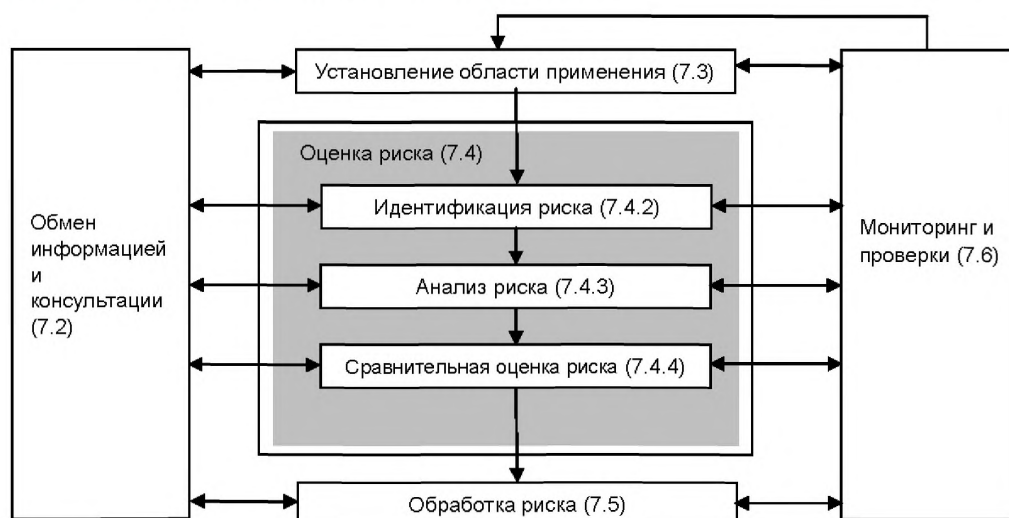 Установление области применения (7.3)
Оценка риска (7.4)
Идентификация риска (7.4.2)
Обмен
информацией
и
консультации
(7.2)
Мониторинг и
проверки (7.6)
Анализ риска (7.4.3)
Сравнительная оценка риска (7.4.4)
Обработка риска (7.5)